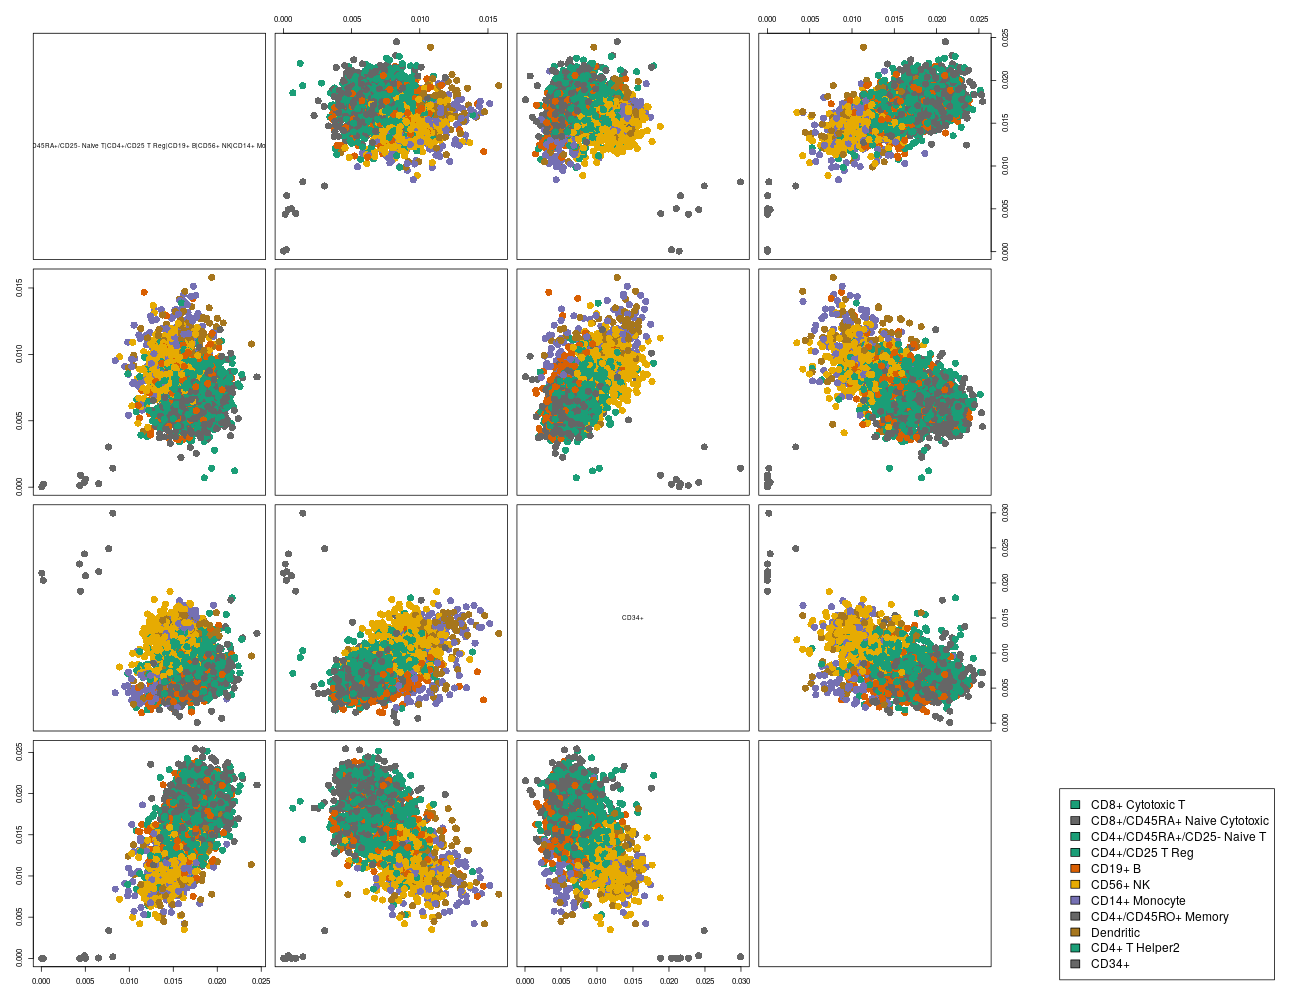 0.000 0.005 0.010 0.015 0.000 0.010 0.020 0.025
0.000 0.005 0.010 0.015 0.020 0.025
CD45RA+/CD25- Naive T|CD4+/CD25 T Reg|CD19+ B|CD56+ NK|CD14+ Mo
0.000 0.005 0.010 0.015
CD34+
0.000 0.005 0.010 0.015 0.020 0.025 0.030
0.000 0.005 0.010 0.015 0.020 0.025
0.000 0.005 0.010 0.015 0.020 0.025 0.000 0.005 0.010 0.015 0.020 0.025 0.030
CD8+ Cytotoxic T
CD8+/CD45RA+ Naive Cytotoxic
CD4+/CD45RA+/CD25- Naive T
CD4+/CD25 T Reg
CD19+ B
CD56+ NK
CD14+ Monocyte
CD4+/CD45RO+ Memory
Dendritic
CD4+ T Helper2
CD34+